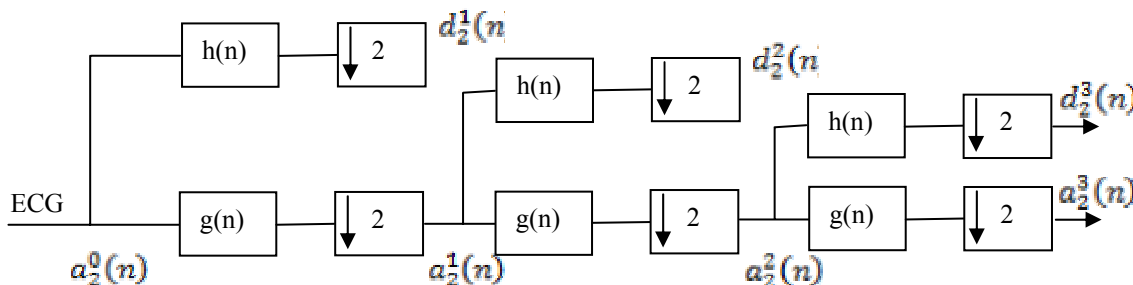 h(n)
2
d_2^1(n)
h(n)
2
d_2^2(n)
h(n)
2
d_2^3(n)
ECG
g(n)
2
g(n)
2
g(n)
2
a_2^3(n)
a_2^0(n)
a_2^1(n)
a_2^2(n)